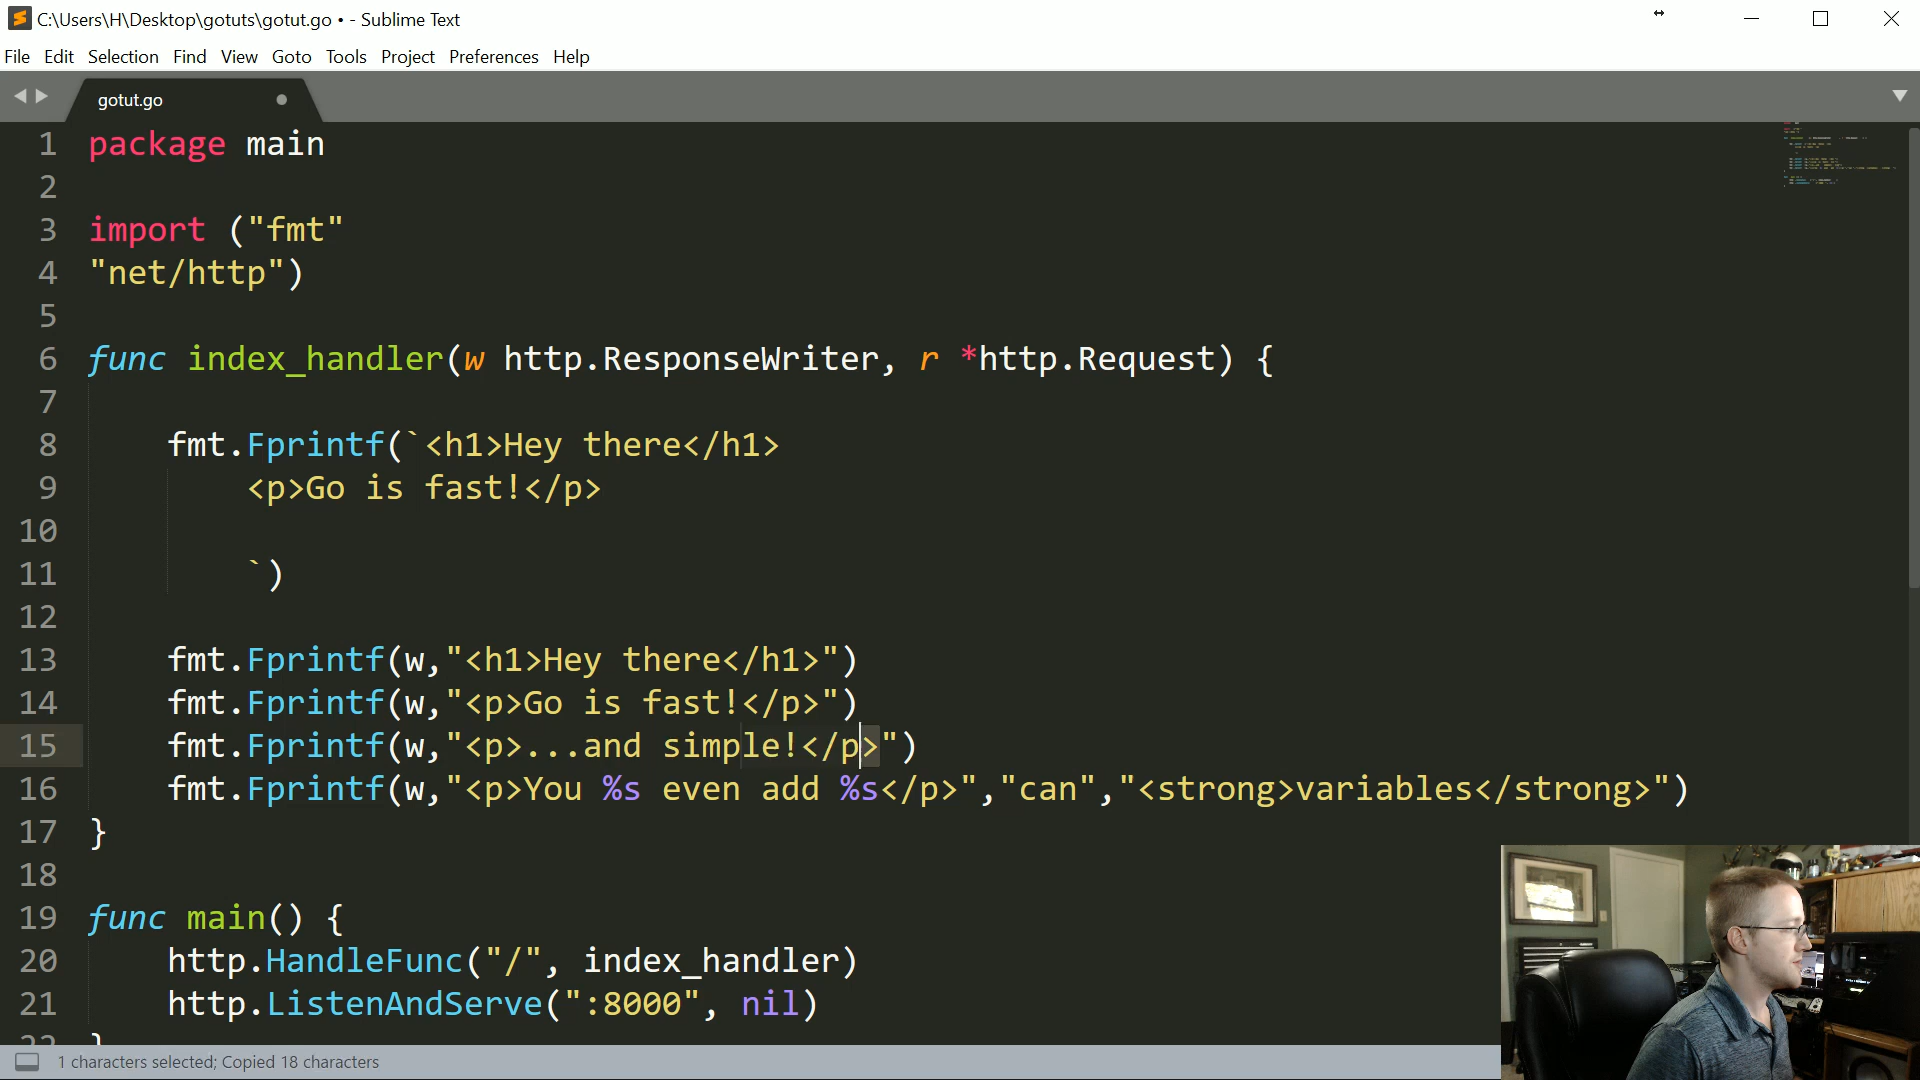 C:\Users\H\Desktop\gotuts\gotut.go • - Sublime Text
File Edit Selection Find View Goto Tools Project Preferences Help
gotut.go
1 package main
2
3 import ("fmt"
4 "net/http")
5
6 func index_handler(w http.ResponseWriter, r *http.Request) {
7
8 fmt.Fprintf(`<h1>Hey there</h1>
9 <p>Go is fast!</p>
10
11 `)
12
13 fmt.Fprintf(w,"<h1>Hey there</h1>")
14 fmt.Fprintf(w,"<p>Go is fast!</p>")
15 fmt.Fprintf(w,"<p>...and simple!</p>")
16 fmt.Fprintf(w,"<p>You %s even add %s</p>","can","<strong>variables</strong>")
17 }
18
19 func main() {
20 http.HandleFunc("/", index_handler)
21 http.ListenAndServe(":8000", nil)
22 }
1 characters selected; Copied 18 characters